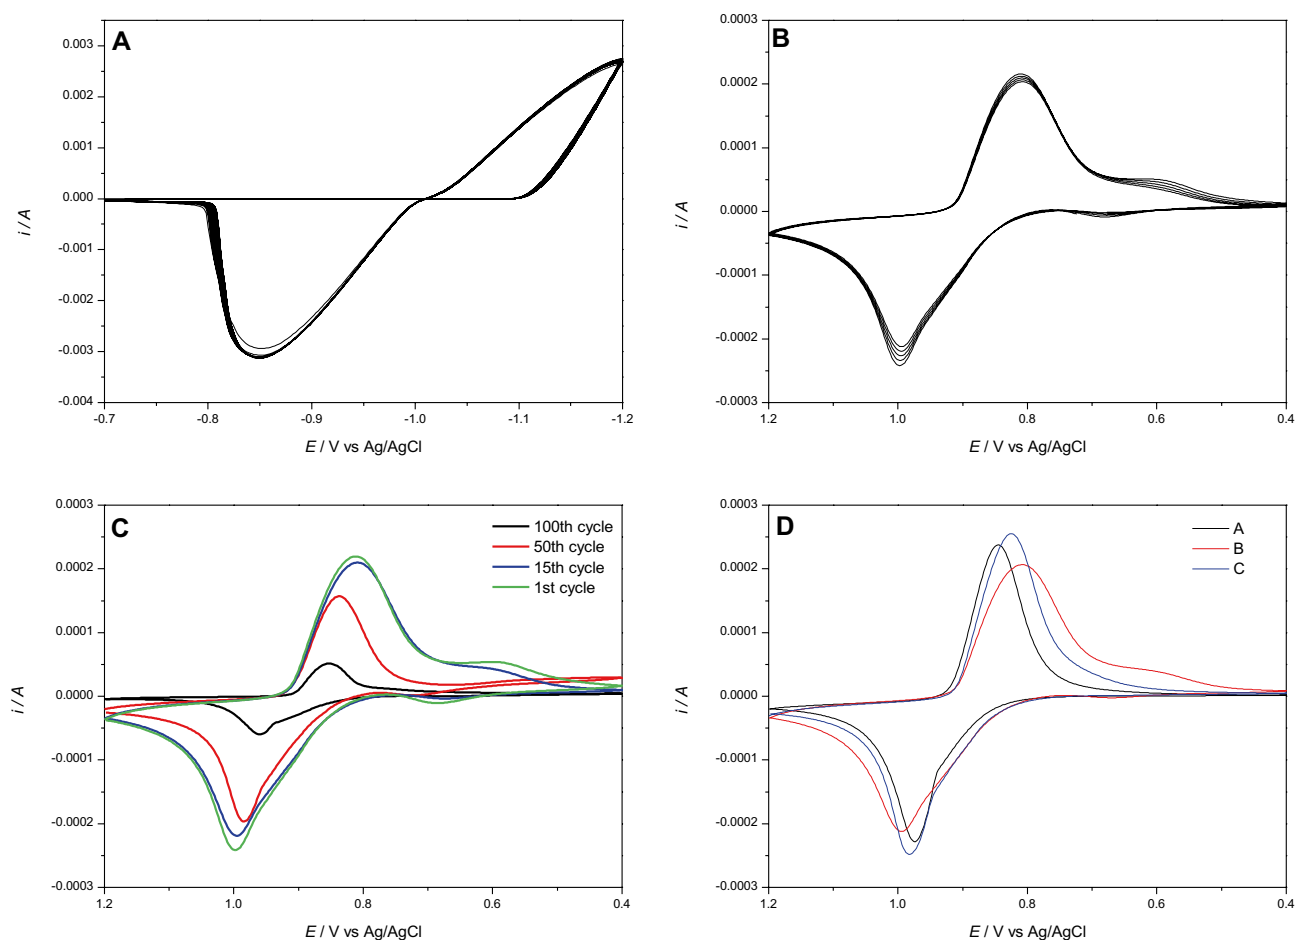 A
0.003
0.002
0.001
0.000
-0.001
-0.002
-0.003
-0.004
-0.7
-0.8
-0.9
-1.0
-1.1
-1.2
i / A
E / V vs Ag/AgCl
B
0.0003
0.0002
0.0001
0.0000
-0.0001
-0.0002
-0.0003
1.2
1.0
0.8
0.6
0.4
i / A
E / V vs Ag/AgCl
C
100th cycle
50th cycle
15th cycle
1st cycle
0.0003
0.0002
0.0001
0.0000
-0.0001
-0.0002
-0.0003
1.2
1.0
0.8
0.6
0.4
i / A
E / V vs Ag/AgCl
D
A
B
C
0.0003
0.0002
0.0001
0.0000
-0.0001
-0.0002
-0.0003
1.2
1.0
0.8
0.6
0.4
i / A
E / V vs Ag/AgCl